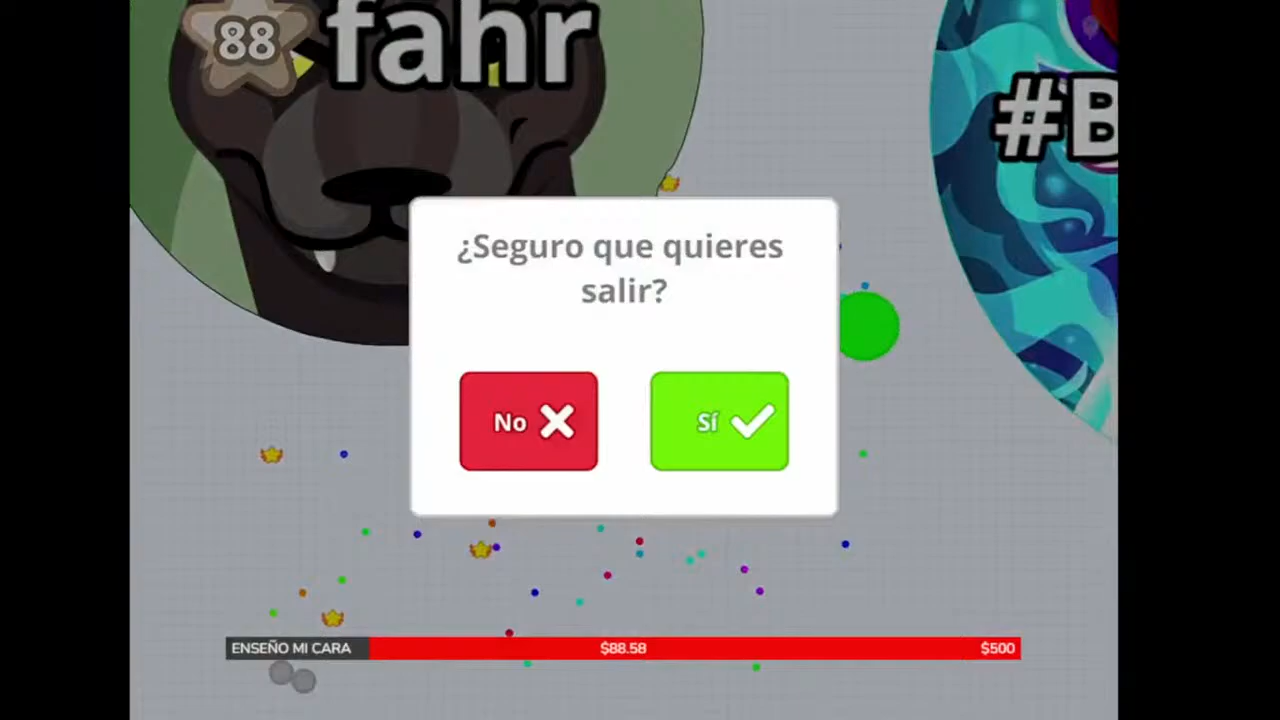 88 fahr
#B
¿Seguro que quieres
salir?
No
Sí
ENSEÑO MI CARA $88.58 $500